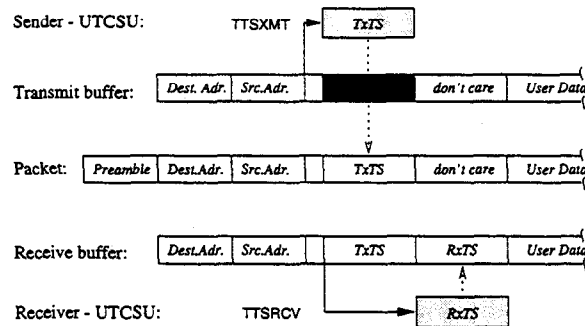 Sender - UTCSU: TTSXMT TxTS
Transmit buffer: Dest. Adr. Src.Adr. don't care User Data
Packet: Preamble Dest.Adr. Src.Adr. TxTS don't care User Data
Receive buffer: Dest.Adr. Src.Adr. TxTS RxTS User Data
Receiver - UTCSU: TTSRCV RxTS